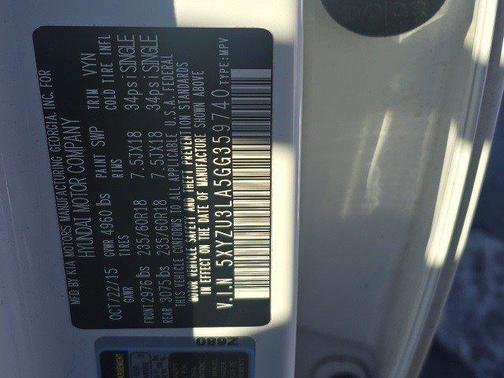 MFD BY KIA MOTORS MANUFACTURING GEORGIA, INC. FOR
HYUNDAI MOTOR COMPANY
OCT/22/15 GVWR 4960 lbs PAINT SWP TRIM VYN
GAWR TIRES RIMS COLD TIRE INFL
FRONT 2976 lbs 235/60R18 7.5JX18 34psi SINGLE
REAR 3075 lbs 235/60R18 7.5JX18 34psi SINGLE
THIS VEHICLE CONFORMS TO ALL APPLICABLE U.S.A. FEDERAL
MOTOR VEHICLE SAFETY AND THEFT PREVENTION STANDARDS
IN EFFECT ON THE DATE OF MANUFACTURE SHOWN ABOVE
V.I.N 5XYZU3LA5GG359740 TYPE:MPV